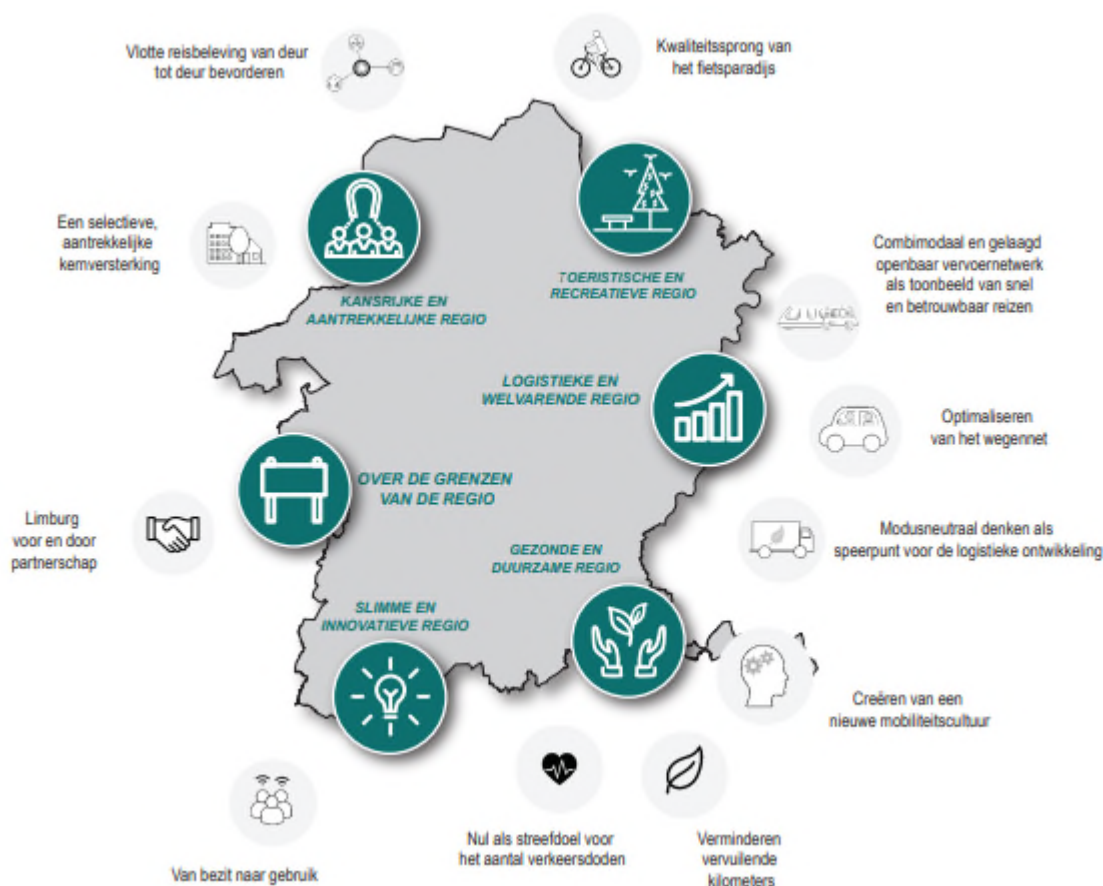 Vlotte reisbeleving van deur
tot deur bevorderen
Kwaliteitssprong van
het fietsparadijs
Een selectieve,
aantrekkelijke
kernversterking
KANSRIJKE EN
AANTREKKELIJKE REGIO
TOERISTISCHE EN
RECREATIEVE REGIO
Combimodaal en gelaagd
openbaar vervoernetwerk
als toonbeeld van snel
en betrouwbaar reizen
LOGISTIEKE EN
WELVARENDE REGIO
Optimaliseren
van het wegennet
OVER DE GRENZEN
VAN DE REGIO
Limburg
voor en door
partnerschap
Modusneutraal denken als
speerpunt voor de logistieke ontwikkeling
GEZONDE EN
DUURZAME REGIO
SLIMME EN
INNOVATIEVE REGIO
Creëren van een
nieuwe mobiliteitscultuur
Van bezit naar gebruik
Nul als streefdoel voor
het aantal verkeersdoden
Verminderen
vervuilende
kilometers